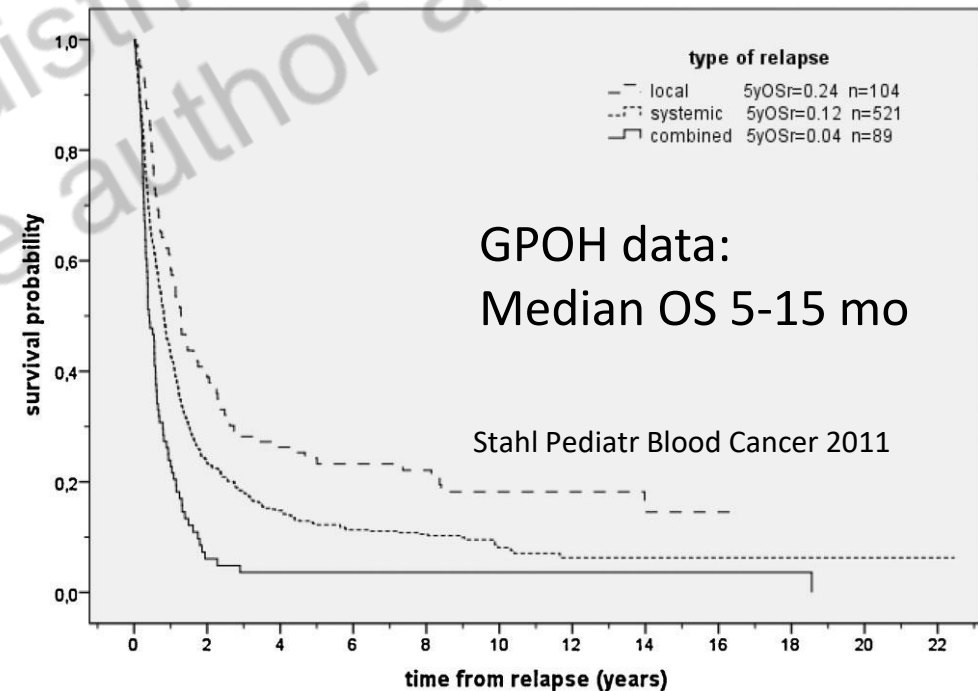 distr
e author a
type of relapse
local 5yOSr=0.24 n=104
systemic 5yOSr=0.12 n=521
combined 5yOSr=0.04 n=89
GPOH data:
Median OS 5-15 mo
Stahl Pediatr Blood Cancer 2011
survival probability
1,0
0,8
0,6
0,4
0,2
0,0
0 2 4 6 8 10 12 14 16 18 20 22
time from relapse (years)